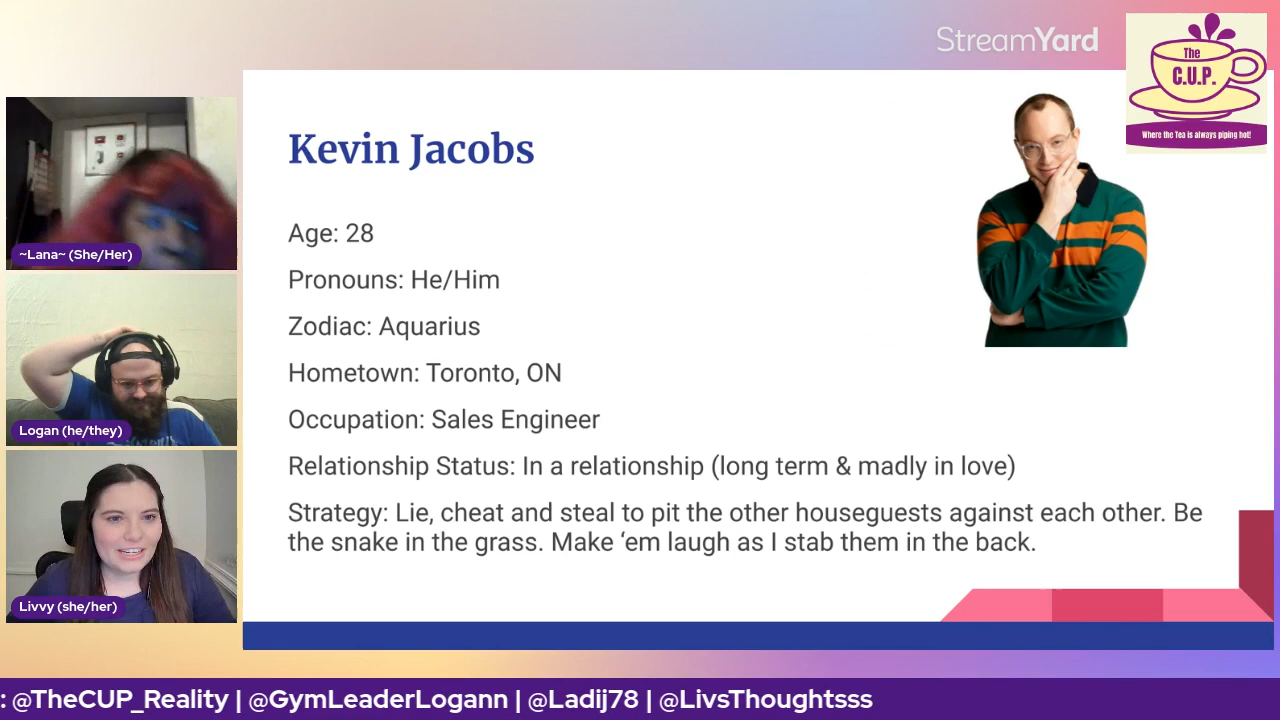 StreamYard
The
C.U.P.
Where the Tea is always piping hot!
Kevin Jacobs
Age: 28
Pronouns: He/Him
Zodiac: Aquarius
Hometown: Toronto, ON
Occupation: Sales Engineer
Relationship Status: In a relationship (long term & madly in love)
Strategy: Lie, cheat and steal to pit the other houseguests against each other. Be
the snake in the grass. Make ‘em laugh as I stab them in the back.
~Lana~ (She/Her)
Logan (he/they)
Livvy (she/her)
: @TheCUP_Reality | @GymLeaderLogann | @Ladij78 | @LivsThoughtsss